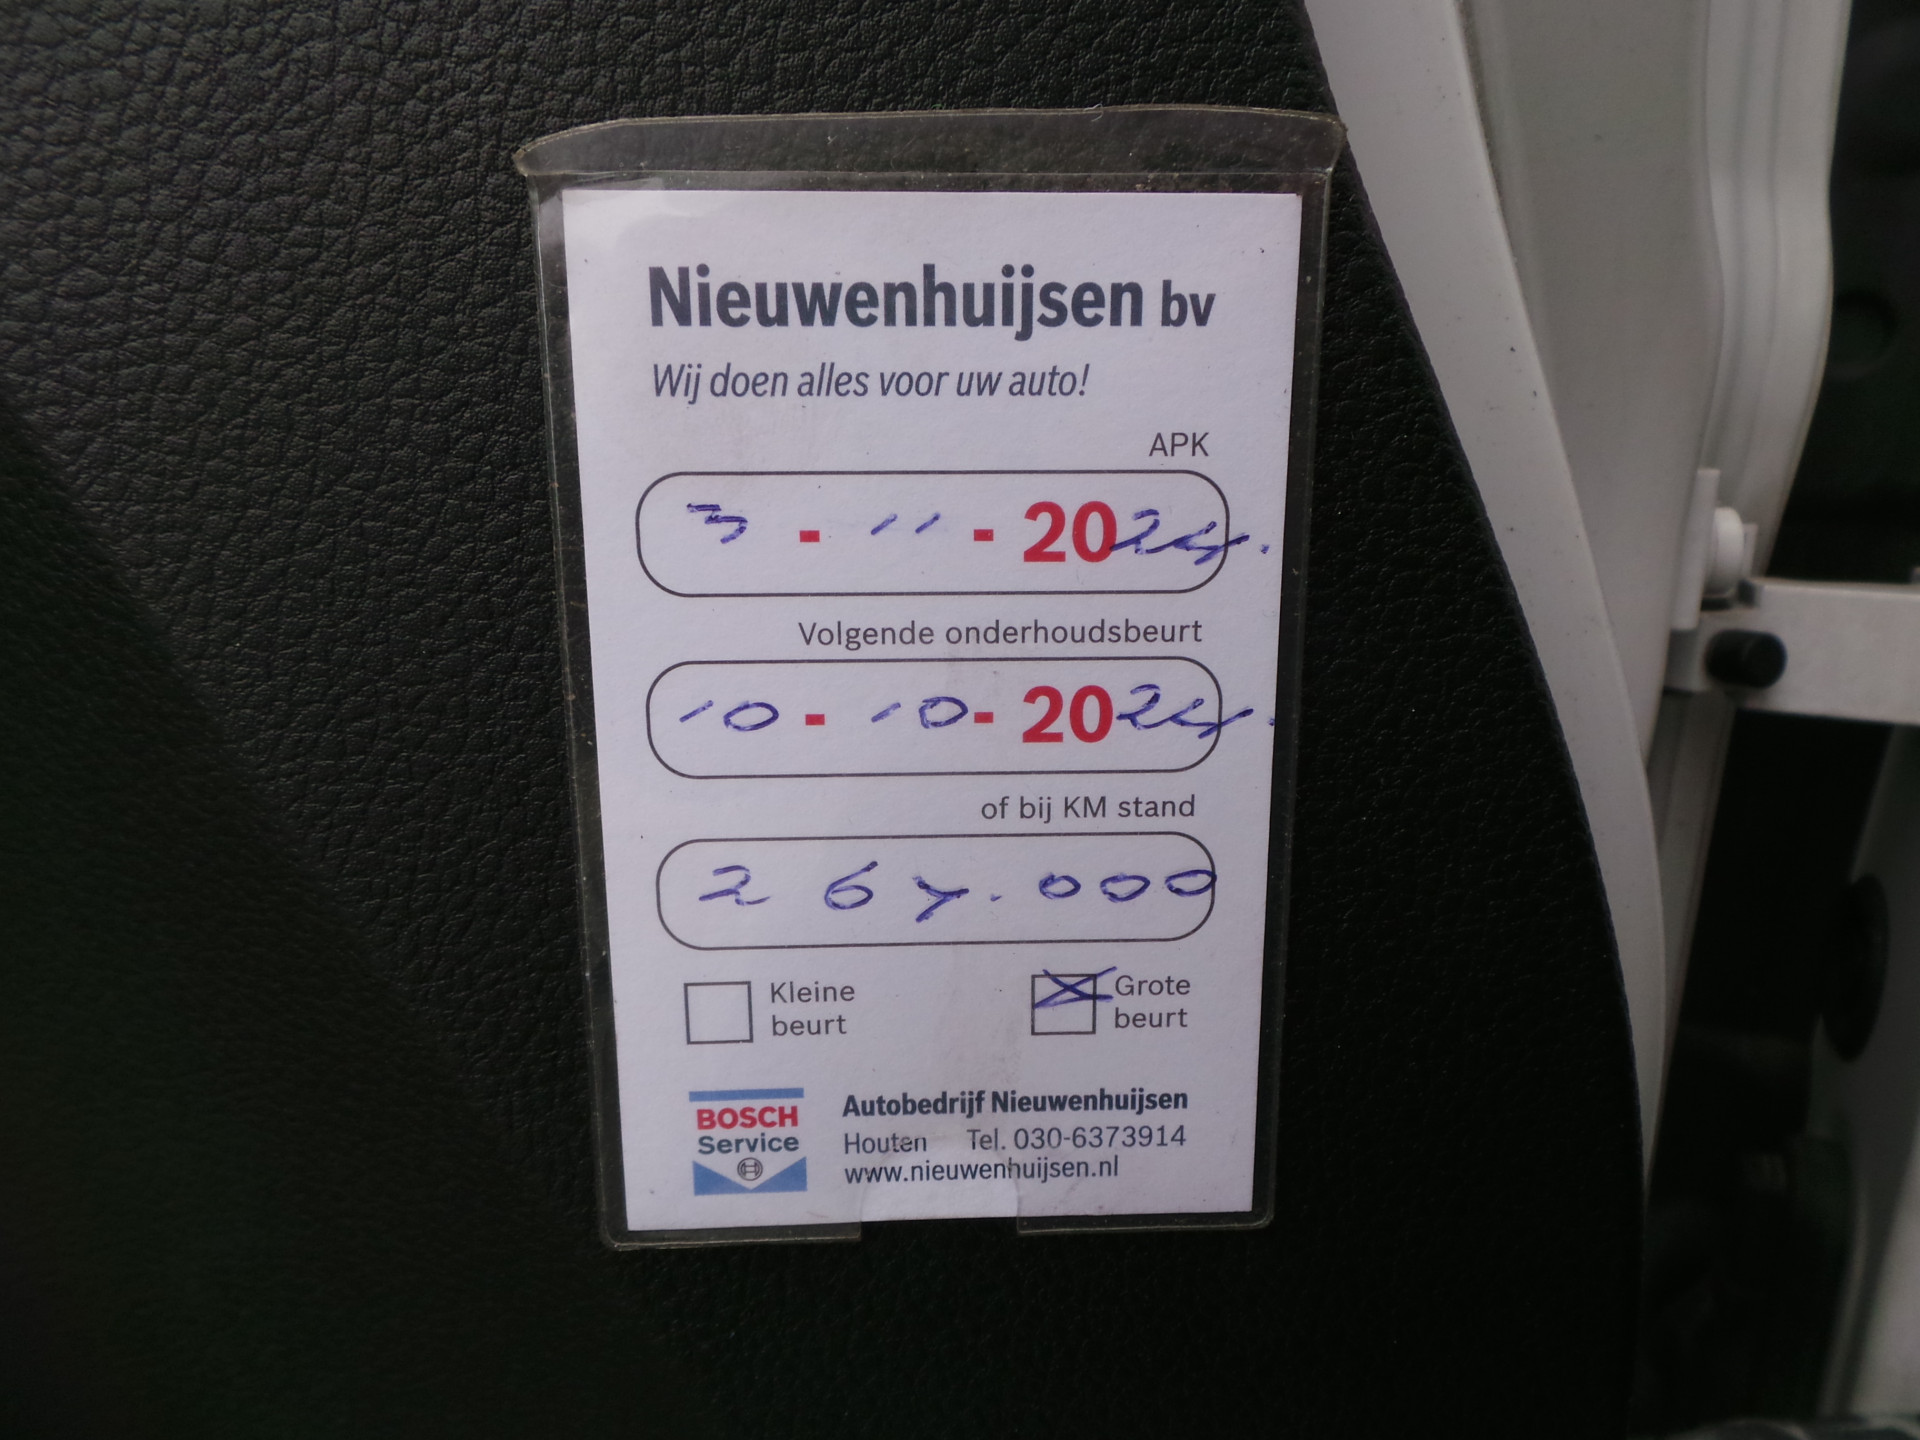 Nieuwenhuijsen bv
Wij doen alles voor uw auto!
APK
3 - 11 - 2024.
Volgende onderhoudsbeurt
10 - 10 - 2024.
of bij KM stand
267.000
Kleine beurt
Grote beurt
BOSCH
Service
Autobedrijf Nieuwenhuijsen
Houten Tel. 030-6373914
www.nieuwenhuijsen.nl